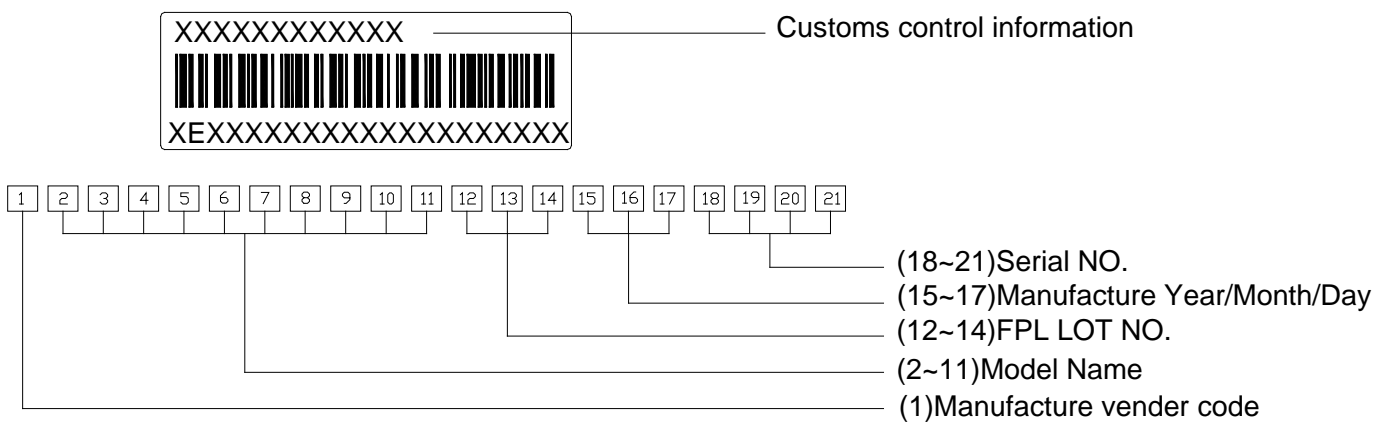 XXXXXXXXXXXX Customs control information
XEXXXXXXXXXXXXXXXXXXX
1 2 3 4 5 6 7 8 9 10 11 12 13 14 15 16 17 18 19 20 21
(18~21)Serial NO.
(15~17)Manufacture Year/Month/Day
(12~14)FPL LOT NO.
(2~11)Model Name
(1)Manufacture vender code